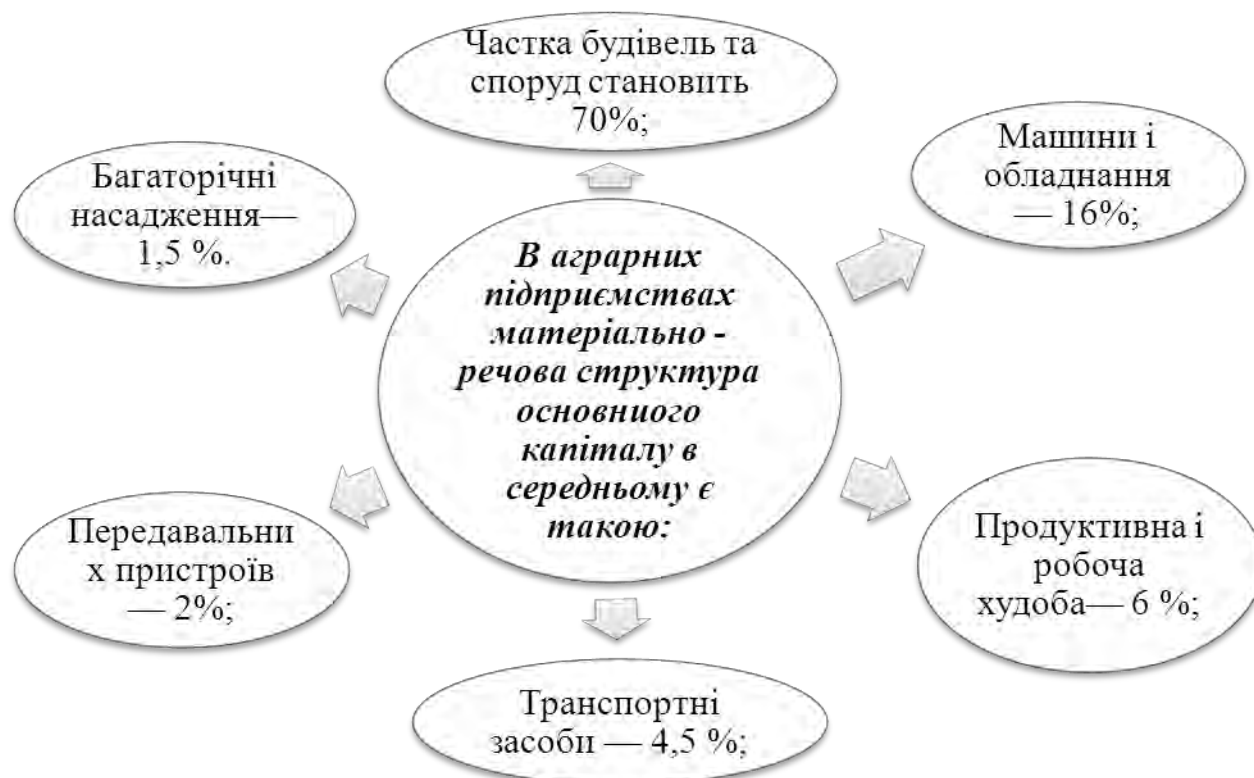 Частка будівель та
споруд становить
70%;
Машини і
обладнання
— 16%;
Багаторічні
насадження—
1,5 %.
В аграрних
підприємствах
матеріально -
речова структура
основниого
капіталу в
середньому є
такою:
Передавальни
х пристроїв
— 2%;
Продуктивна і
робоча
худоба— 6 %;
Транспортні
засоби — 4,5 %;